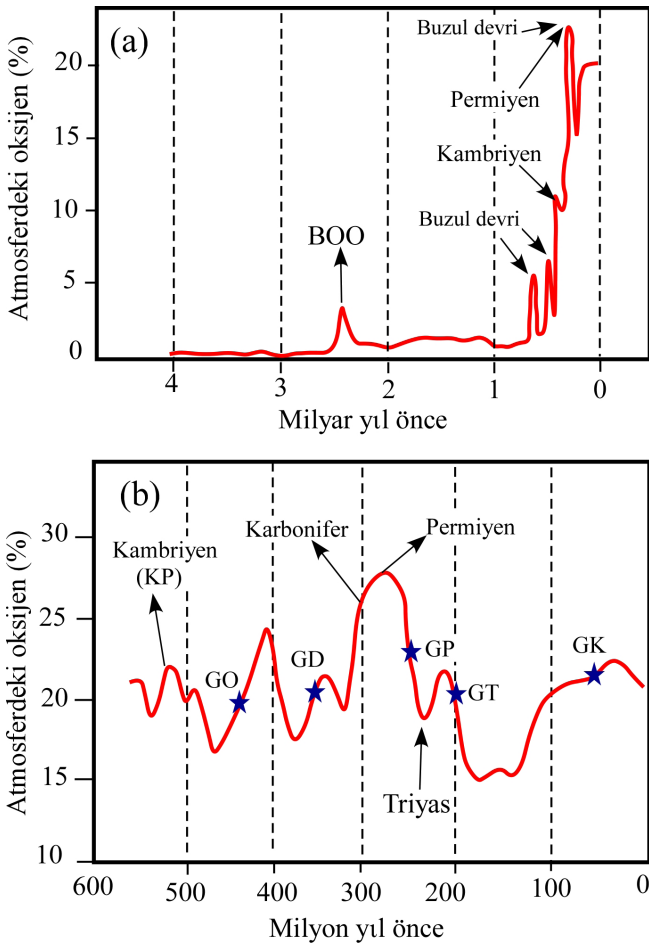 (a)
Buzul devri
Permiyen
Kambriyen
Buzul devri
BOO
Atmosferdeki oksijen (%)
20
15
10
5
0
4
3
2
1
0
Milyar yıl önce
(b)
Kambriyen
(KP)
Karbonifer
Permiyen
GO
GD
GP
GT
GK
Triyas
Atmosferdeki oksijen (%)
30
25
20
15
10
600
500
400
300
200
100
0
Milyon yıl önce